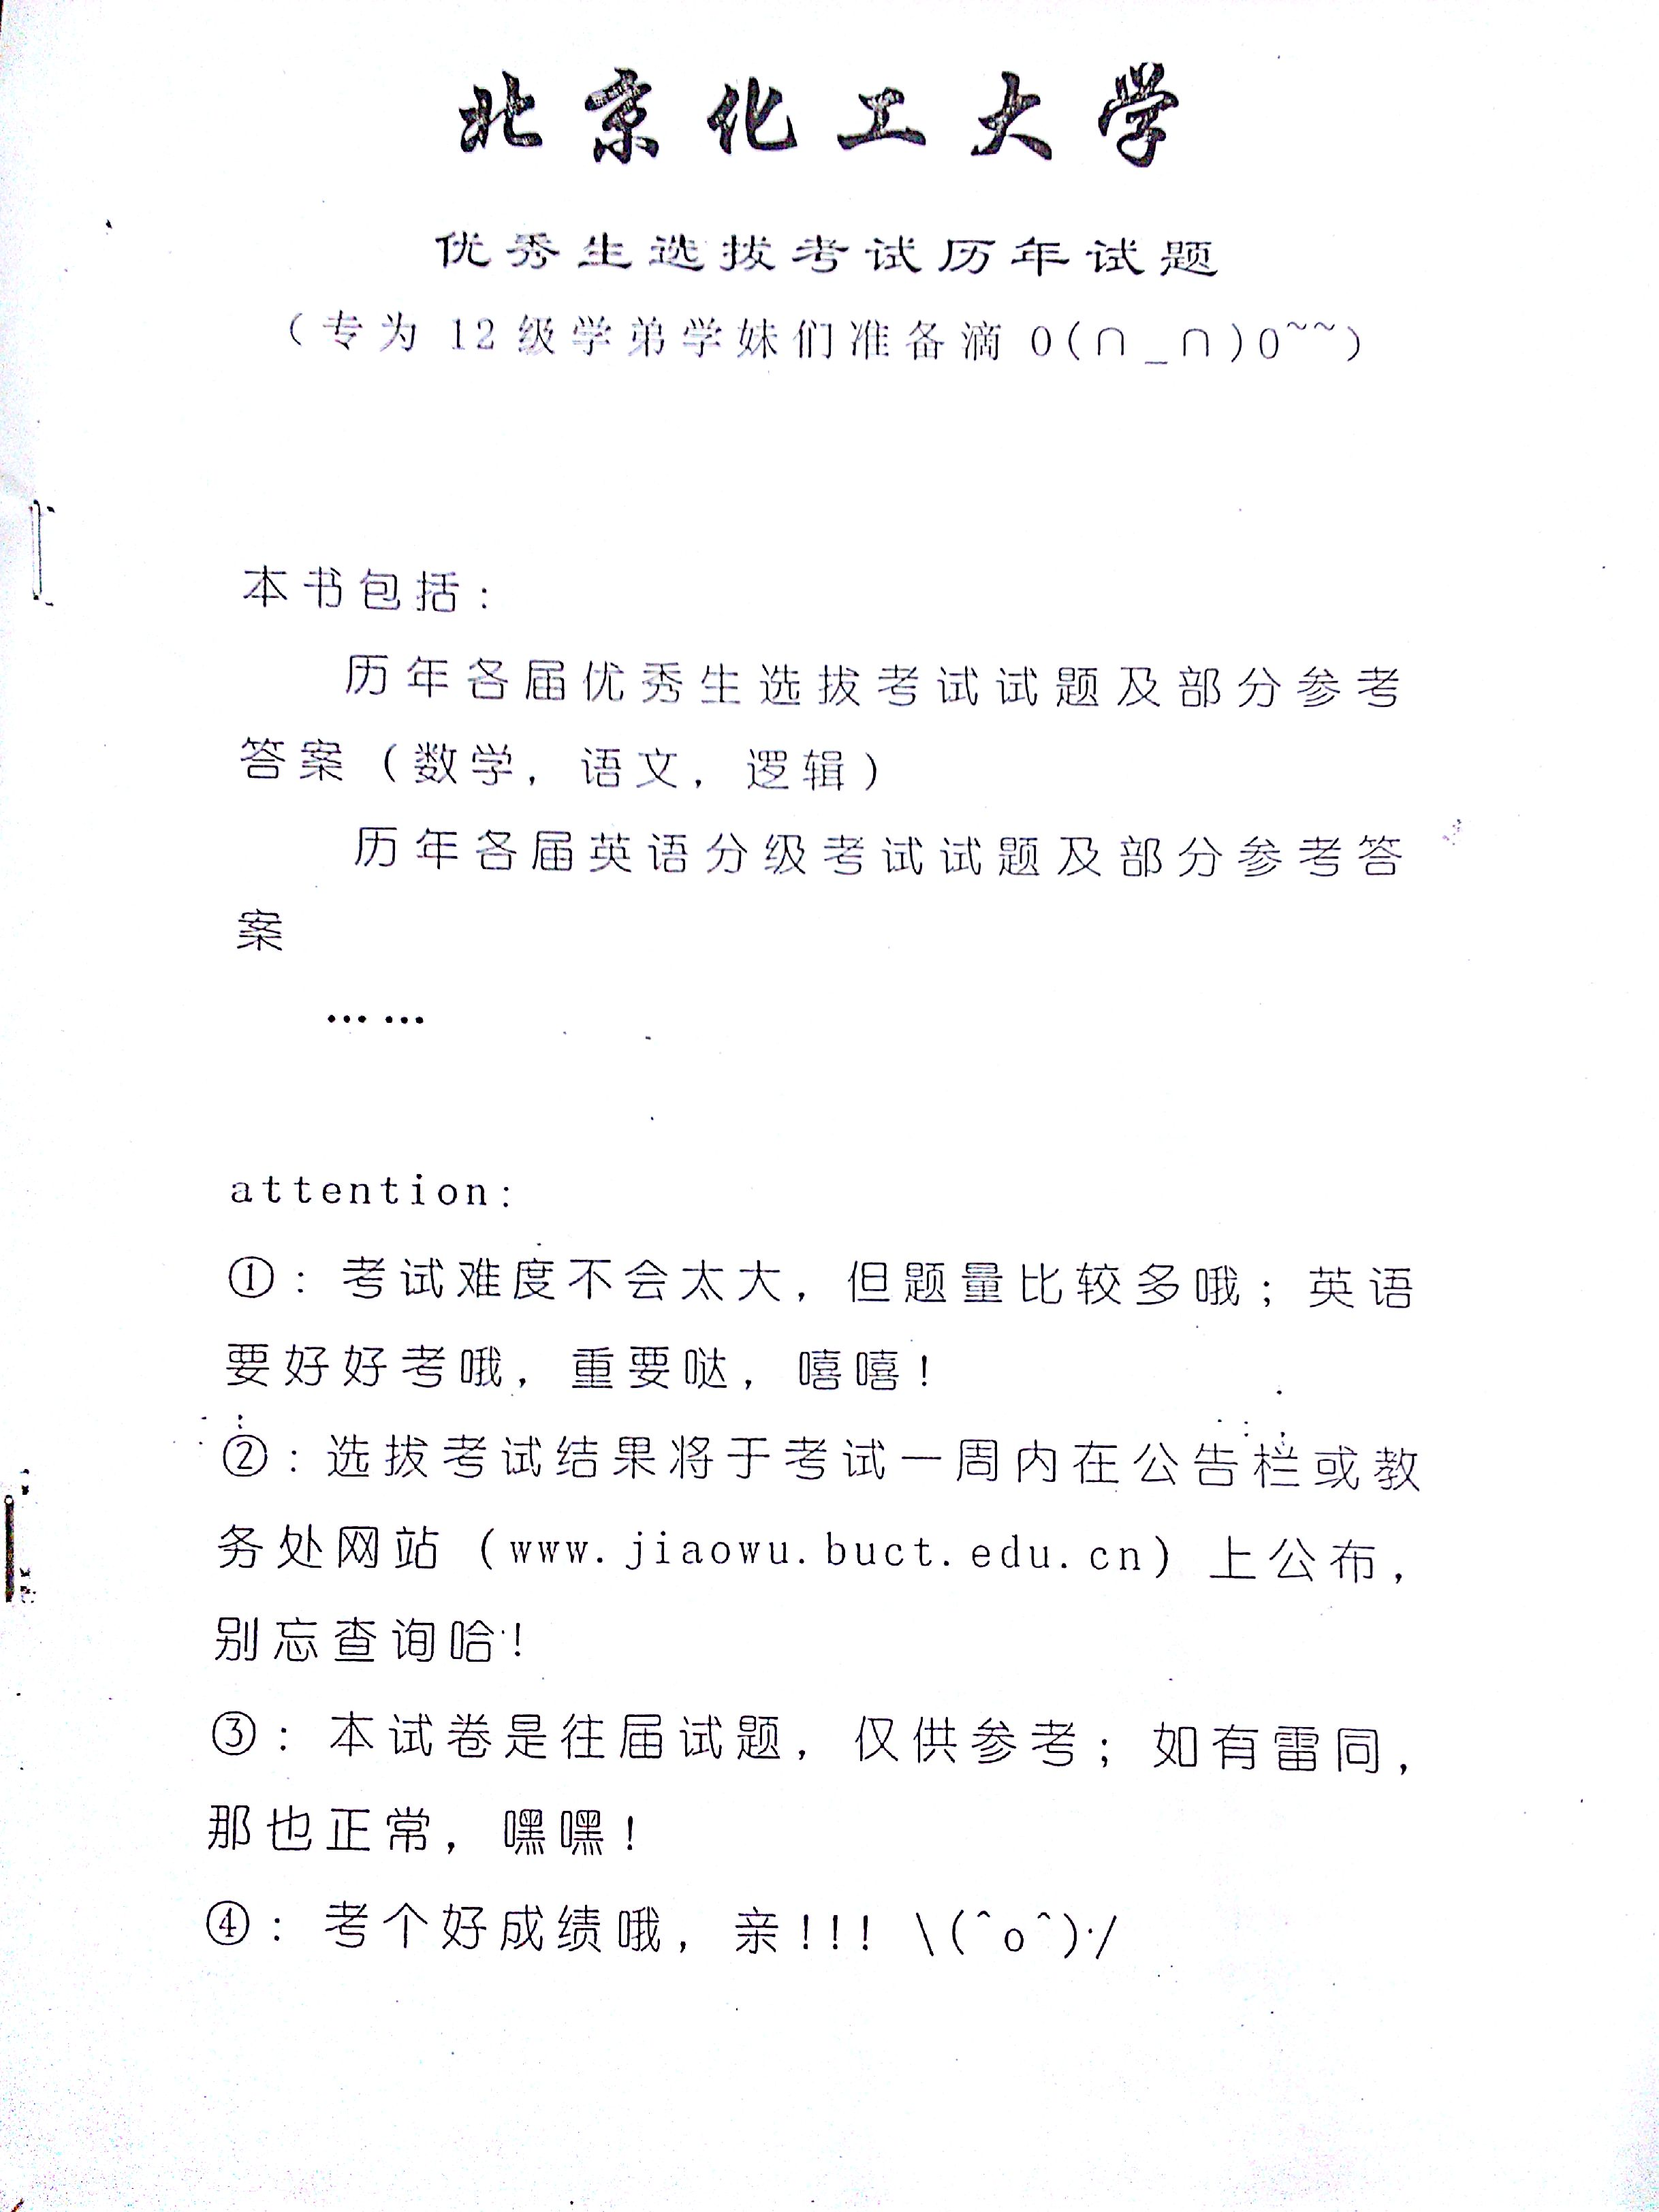 北京化工大学
优秀生选拔考试历年试题
（专为12级学弟学妹们准备滴 O(∩_∩)O~~）
本书包括：
历年各届优秀生选拔考试试题及部分参考
答案（数学，语文，逻辑）
历年各届英语分级考试试题及部分参考答
案
……
attention:
①：考试难度不会太大，但题量比较多哦；英语
要好好考哦，重要哒，嘻嘻！
②：选拔考试结果将于考试一周内在公告栏或教
务处网站（www.jiaowu.buct.edu.cn）上公布，
别忘查询哈！
③：本试卷是往届试题，仅供参考；如有雷同，
那也正常，嘿嘿！
④：考个好成绩哦，亲!!! \(^o^)/